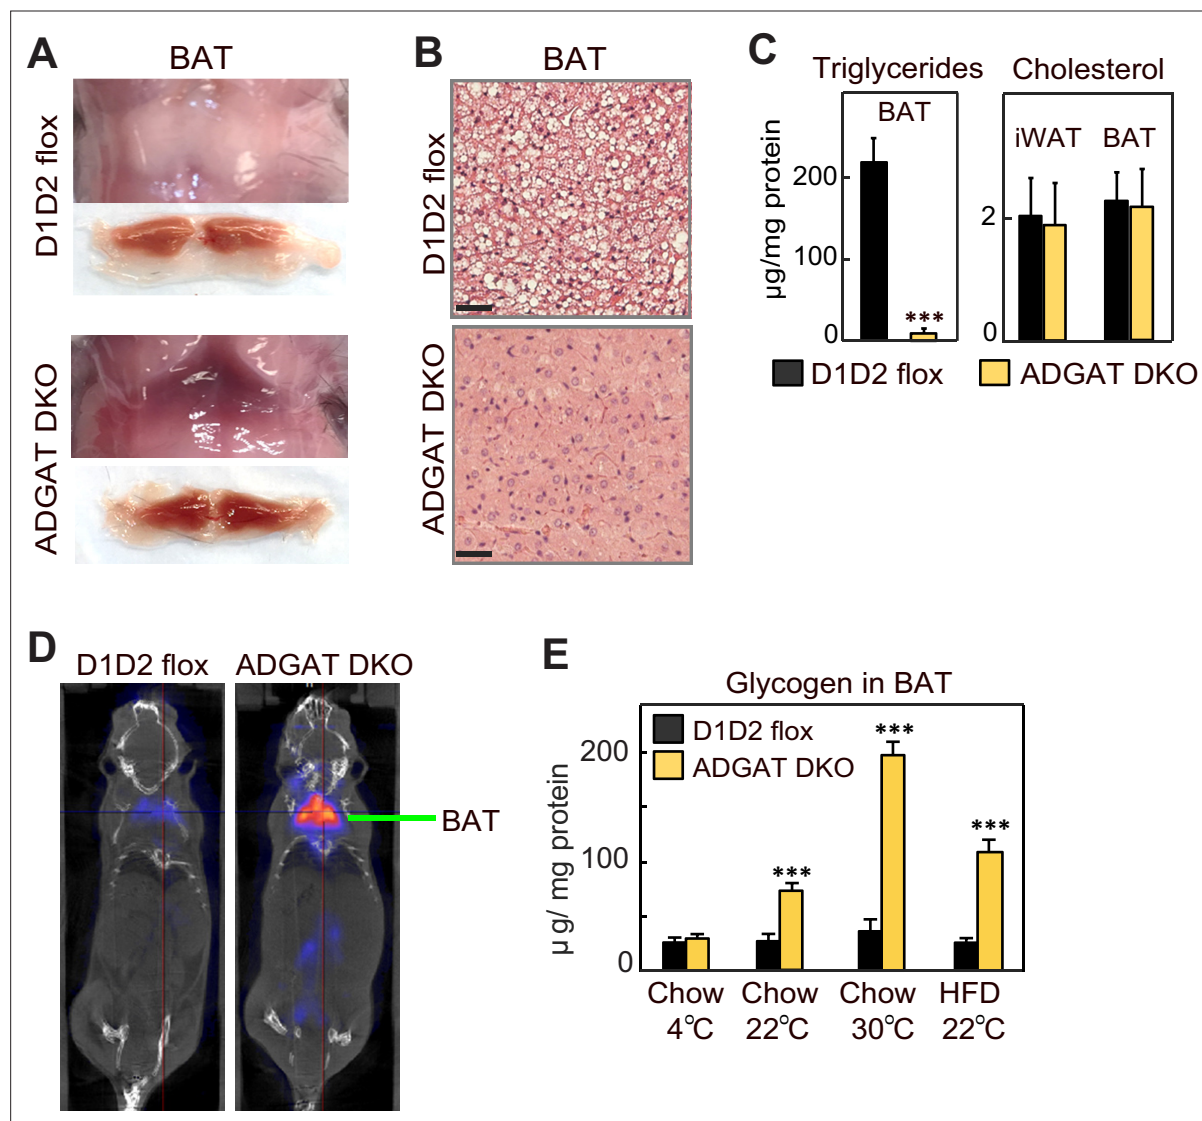 A
BAT
D1D2 flox
ADGAT DKO
B
BAT
D1D2 flox
ADGAT DKO
C
Triglycerides
Cholesterol
BAT
iWAT BAT
µg/mg protein
200
100
0
***
2
0
D1D2 flox
ADGAT DKO
D
D1D2 flox
ADGAT DKO
BAT
E
Glycogen in BAT
D1D2 flox
ADGAT DKO
µg/ mg protein
200
100
0
***
***
***
Chow Chow Chow HFD
4°C 22°C 30°C 22°C